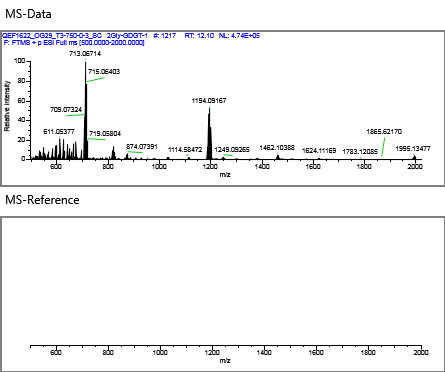 MS-Data
QEF1622_OG29_T3-750-0-3_BC 2Gly-GDGT-1 #: 1217 RT: 12.10 NL: 4.74E+05
F: FTMS + p ESI Full ms [500.0000-2000.0000]
713.06714
100
715.06403
80
1194.09167
60
709.07324
40
719.05804
1865.62170
611.05377
20
874.07391
1114.58472
1249.09265
1462.10388
1624.11169
1783.12085
1995.13477
0
Relative Intensity
600 800 1000 1200 1400 1600 1800 2000
m/z
MS-Reference
600 800 1000 1200 1400 1600 1800 2000
m/z